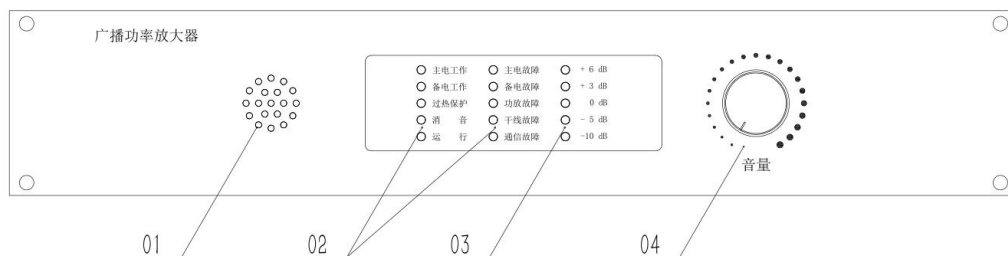 广播功率放大器
主电工作 主电故障 + 6 dB
备电工作 备电故障 + 3 dB
过热保护 功放故障 0 dB
消 音 干线故障 - 5 dB
运 行 通信故障 -10 dB
音量
01 02 03 04